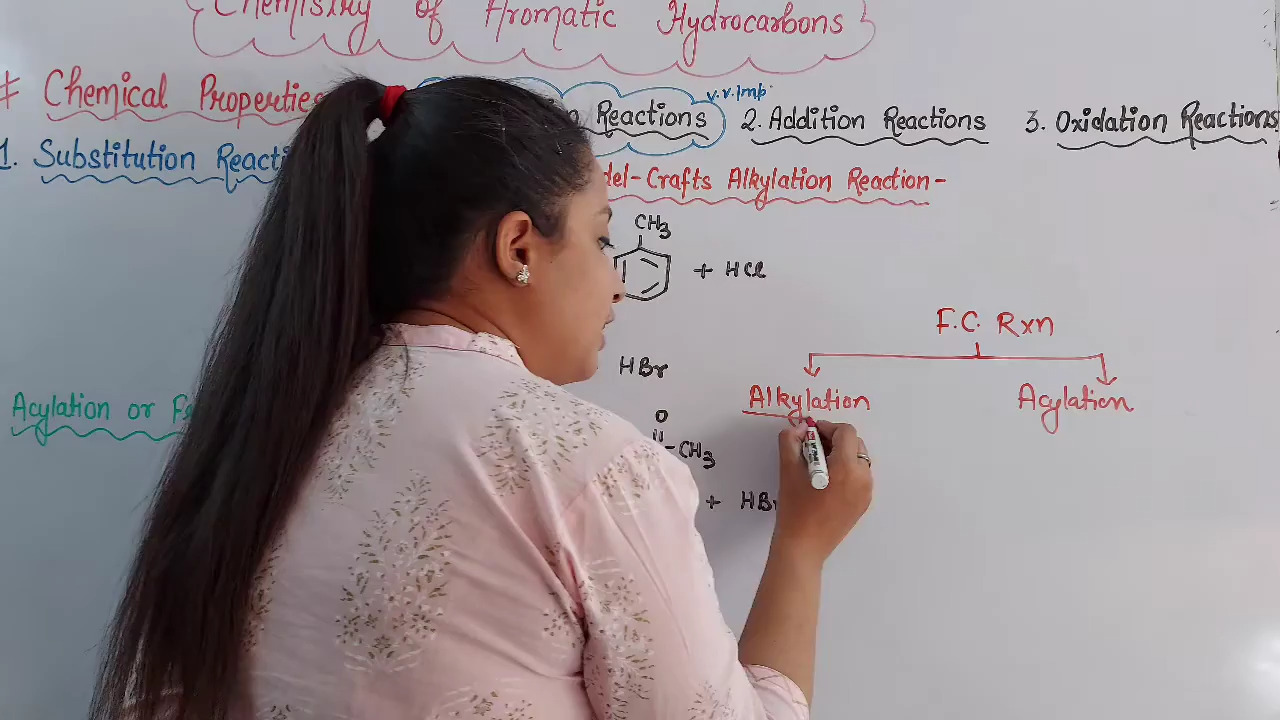 Chemistry of Aromatic Hydrocarbons
# Chemical Properties Reactions v.v.Imp. 2. Addition Reactions 3. Oxidation Reactions
1. Substitution Reacti del-Crafts Alkylation Reaction-
CH3
+ HCl
F.C. Rxn
HBr
Alkylation Acylation
Acylation or
O
-CH3
+ HBr